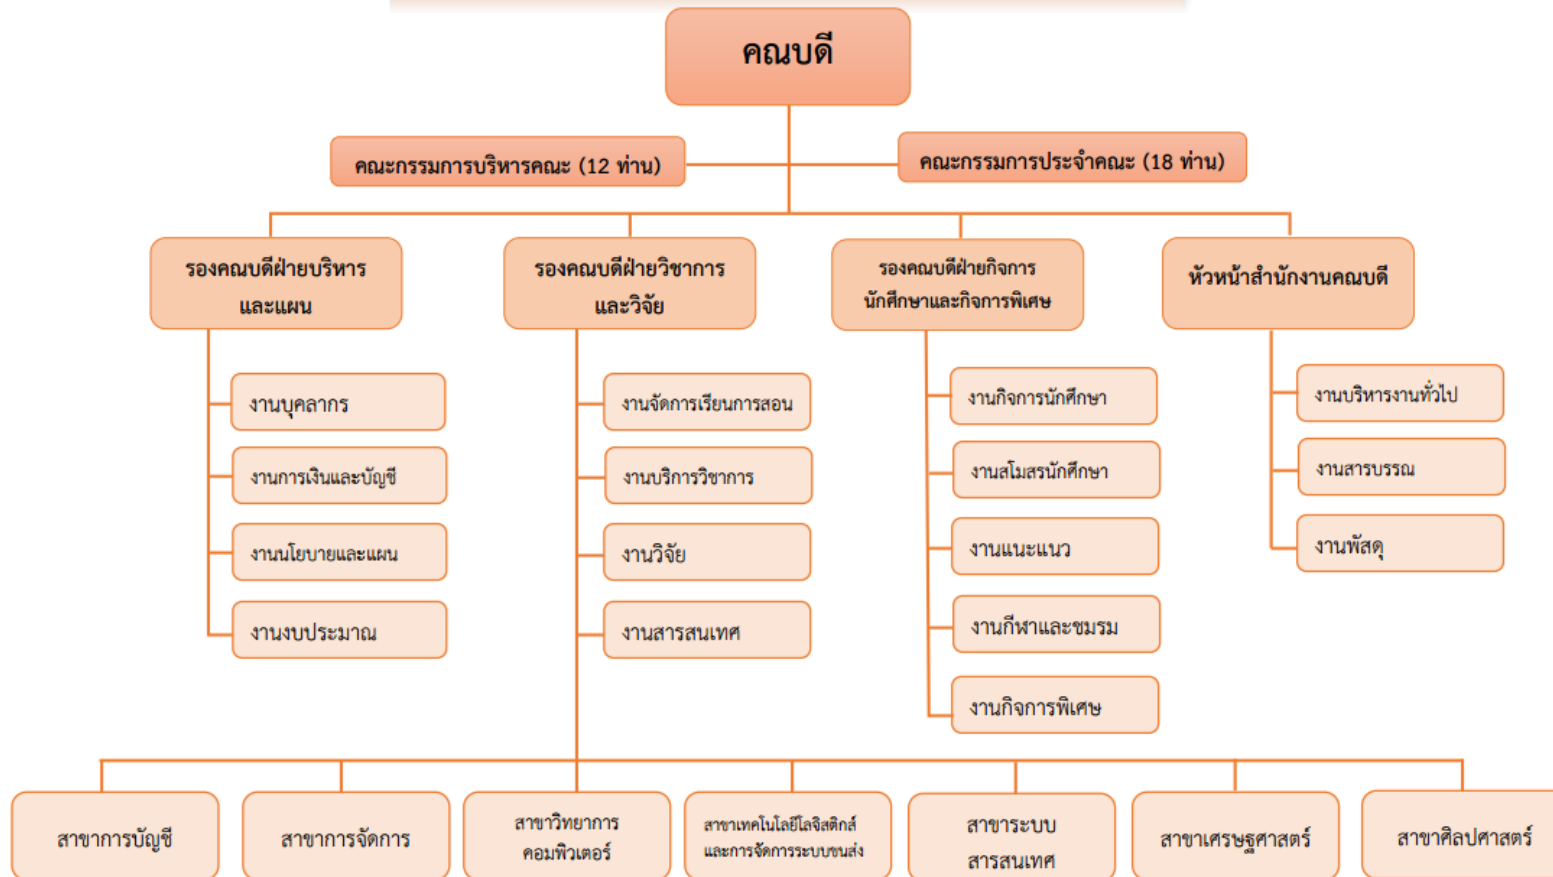 คณบดี
คณะกรรมการบริหารคณะ (12 ท่าน)
คณะกรรมการประจำคณะ (18 ท่าน)
รองคณบดีฝ่ายบริหาร
และแผน
รองคณบดีฝ่ายวิชาการ
และวิจัย
รองคณบดีฝ่ายกิจการ
นักศึกษาและกิจการพิเศษ
หัวหน้าสำนักงานคณบดี
งานบุคลากร
งานการเงินและบัญชี
งานนโยบายและแผน
งานงบประมาณ
งานจัดการเรียนการสอน
งานบริการวิชาการ
งานวิจัย
งานสารสนเทศ
งานกิจการนักศึกษา
งานสโมสรนักศึกษา
งานแนะแนว
งานกีฬาและชมรม
งานกิจการพิเศษ
งานบริหารงานทั่วไป
งานสารบรรณ
งานพัสดุ
สาขาการบัญชี
สาขาการจัดการ
สาขาวิทยาการ
คอมพิวเตอร์
สาขาเทคโนโลยีโลจิสติกส์
และการจัดการระบบขนส่ง
สาขาระบบ
สารสนเทศ
สาขาเศรษฐศาสตร์
สาขาศิลปศาสตร์